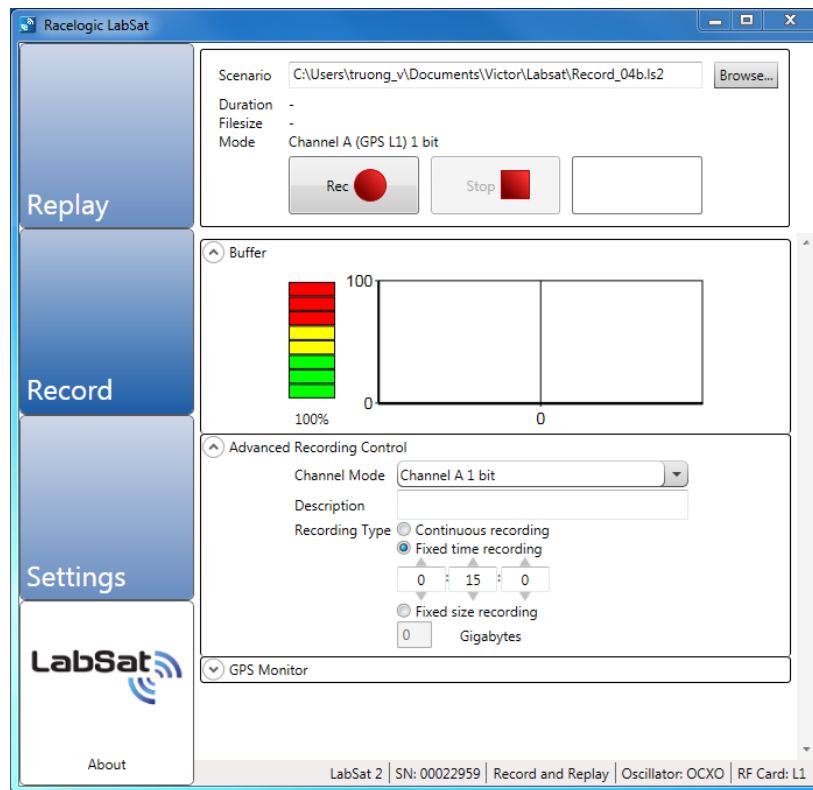 Racelogic LabSat
Scenario C:\Users\truong_v\Documents\Victor\Labsat\Record_04b.ls2 Browse...
Duration -
Filesize -
Mode Channel A (GPS L1) 1 bit
Rec Stop
Replay
Buffer
100
0
100% 0
Record
Advanced Recording Control
Channel Mode Channel A 1 bit
Description
Recording Type Continuous recording
Fixed time recording
0 : 15 : 0
Fixed size recording
0 Gigabytes
Settings
GPS Monitor
LabSat
About
LabSat 2 SN: 00022959 Record and Replay Oscillator: OCXO RF Card: L1